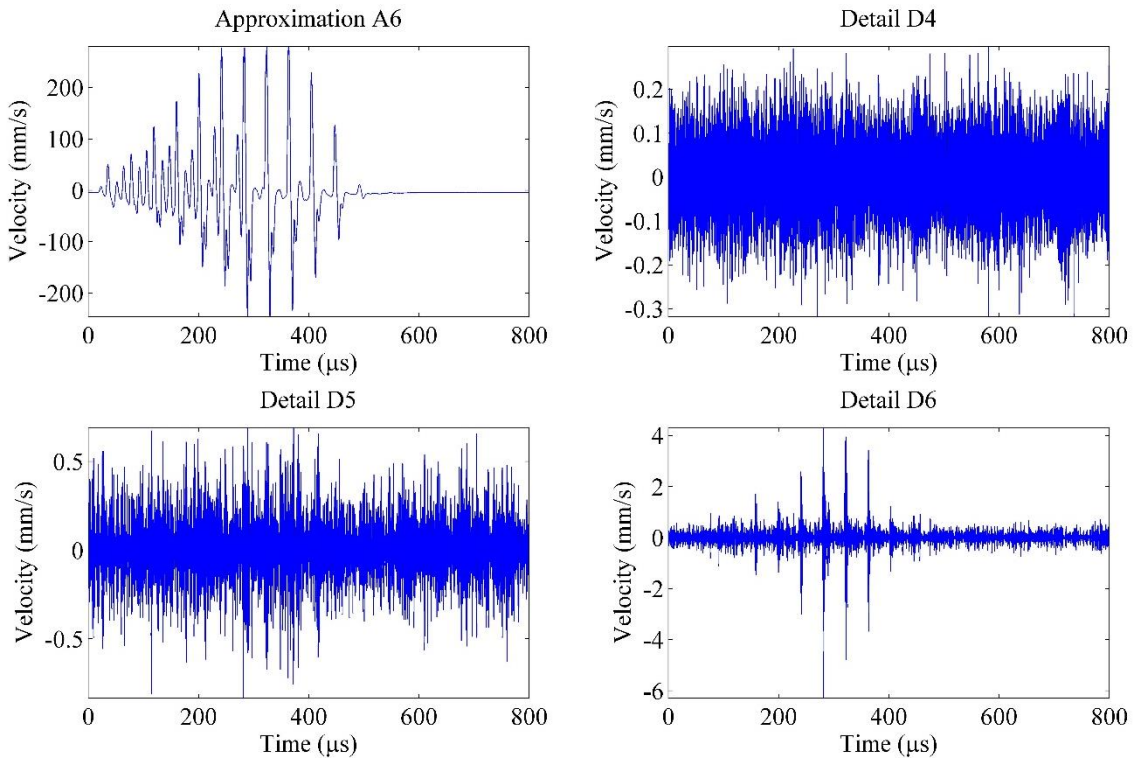 Approximation A6
Velocity (mm/s)
200
100
0
-100
-200
0 200 400 600 800
Time (μs)
Detail D4
Velocity (mm/s)
0.2
0.1
0
-0.1
-0.2
-0.3
0 200 400 600 800
Time (μs)
Detail D5
Velocity (mm/s)
0.5
0
-0.5
0 200 400 600 800
Time (μs)
Detail D6
Velocity (mm/s)
4
2
0
-2
-4
-6
0 200 400 600 800
Time (μs)